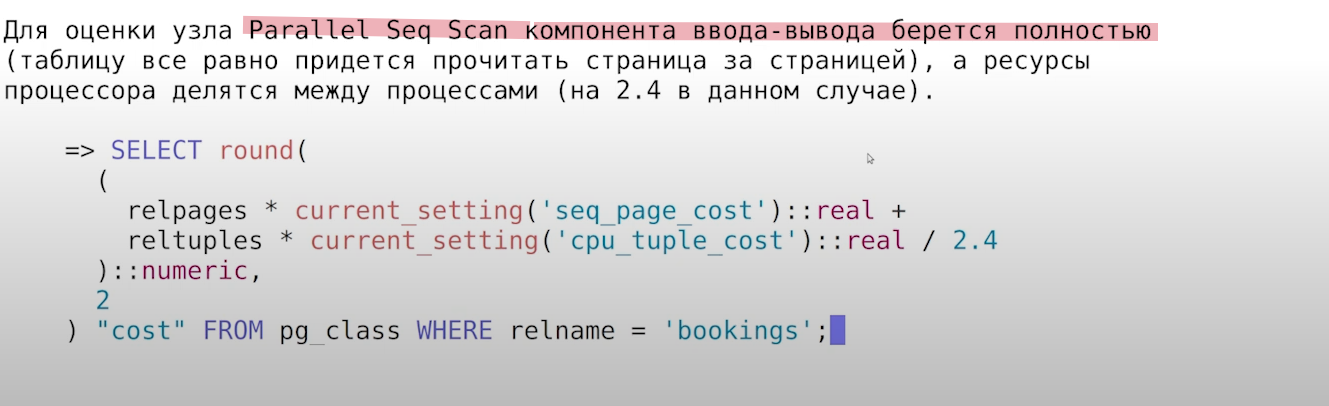 Для оценки узла Parallel Seq Scan компонента ввода-вывода берется полностью
(таблицу все равно придется прочитать страница за страницей), а ресурсы
процессора делятся между процессами (на 2.4 в данном случае).
=> SELECT round(
(
relpages * current_setting('seq_page_cost')::real +
reltuples * current_setting('cpu_tuple_cost')::real / 2.4
)::numeric,
2
) "cost" FROM pg_class WHERE relname = 'bookings';